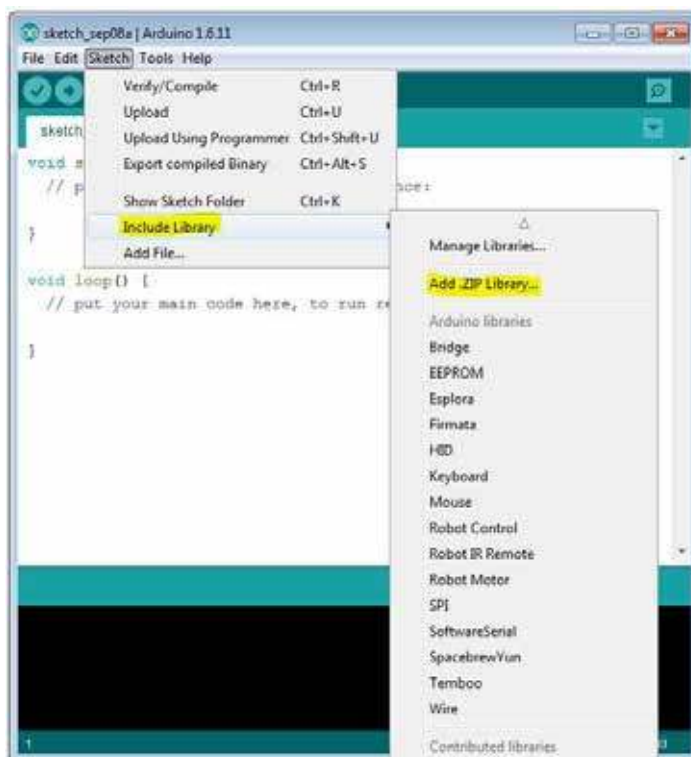 sketch_sep08a | Arduino 1.6.11
File Edit Sketch Tools Help
Verify/Compile Ctrl+R
Upload Ctrl+U
Upload Using Programmer Ctrl+Shift+U
Export compiled Binary Ctrl+Alt+S
Show Sketch Folder Ctrl+K
Include Library
Add File...
sketch
void
// p
}
Manage Libraries...
Add .ZIP Library...
Arduino libraries
Bridge
EEPROM
Esplora
Firmata
HID
Keyboard
Mouse
Robot Control
Robot IR Remote
Robot Motor
SPI
SoftwareSerial
SpacebrewYun
Temboo
Wire
Contributed libraries
void loop() {
// put your main code here, to run re
}
1